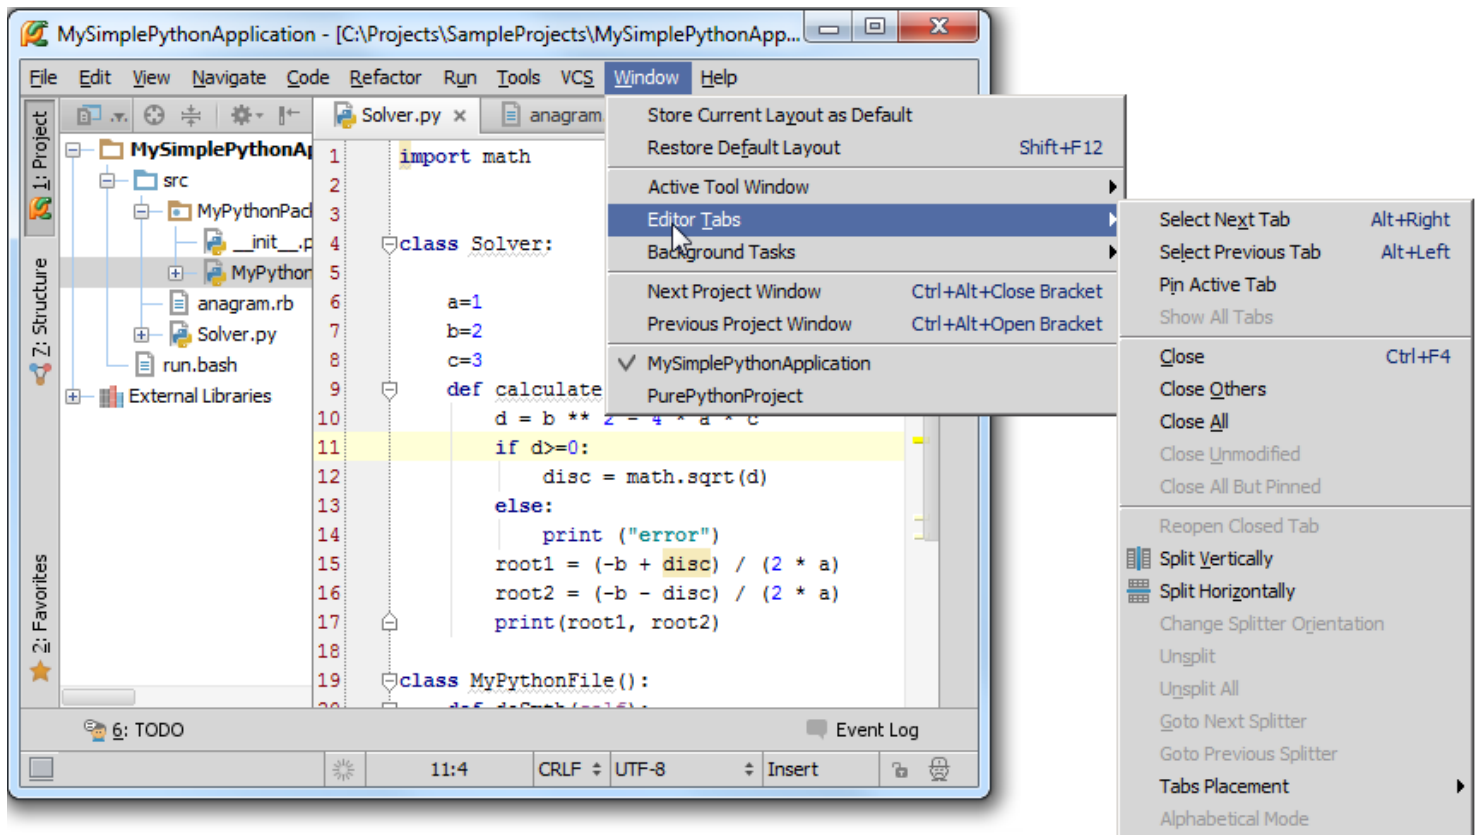 MySimplePythonApplication - [C:\Projects\SampleProjects\MySimplePythonApp...
File Edit View Navigate Code Refactor Run Tools VCS Window Help
1: Project
Z: Structure
2: Favorites
MySimplePythonAp
src
MyPythonPac
__init__.p
MyPython
anagram.rb
Solver.py
run.bash
External Libraries
Solver.py anagram.
1 import math
2
3
4 class Solver:
5
6 a=1
7 b=2
8 c=3
9 def calculate
10 d = b ** 2 - 4 * a * c
11 if d>=0:
12 disc = math.sqrt(d)
13 else:
14 print ("error")
15 root1 = (-b + disc) / (2 * a)
16 root2 = (-b - disc) / (2 * a)
17 print(root1, root2)
18
19 class MyPythonFile():
20 def doSmth(self):
Store Current Layout as Default
Restore Default Layout Shift+F12
Active Tool Window
Editor Tabs
Background Tasks
Next Project Window Ctrl+Alt+Close Bracket
Previous Project Window Ctrl+Alt+Open Bracket
MySimplePythonApplication
PurePythonProject
Select Next Tab Alt+Right
Select Previous Tab Alt+Left
Pin Active Tab
Show All Tabs
Close Ctrl+F4
Close Others
Close All
Close Unmodified
Close All But Pinned
Reopen Closed Tab
Split Vertically
Split Horizontally
Change Splitter Orientation
Unsplit
Unsplit All
Goto Next Splitter
Goto Previous Splitter
Tabs Placement
Alphabetical Mode
6: TODO Event Log
11:4 CRLF UTF-8 Insert